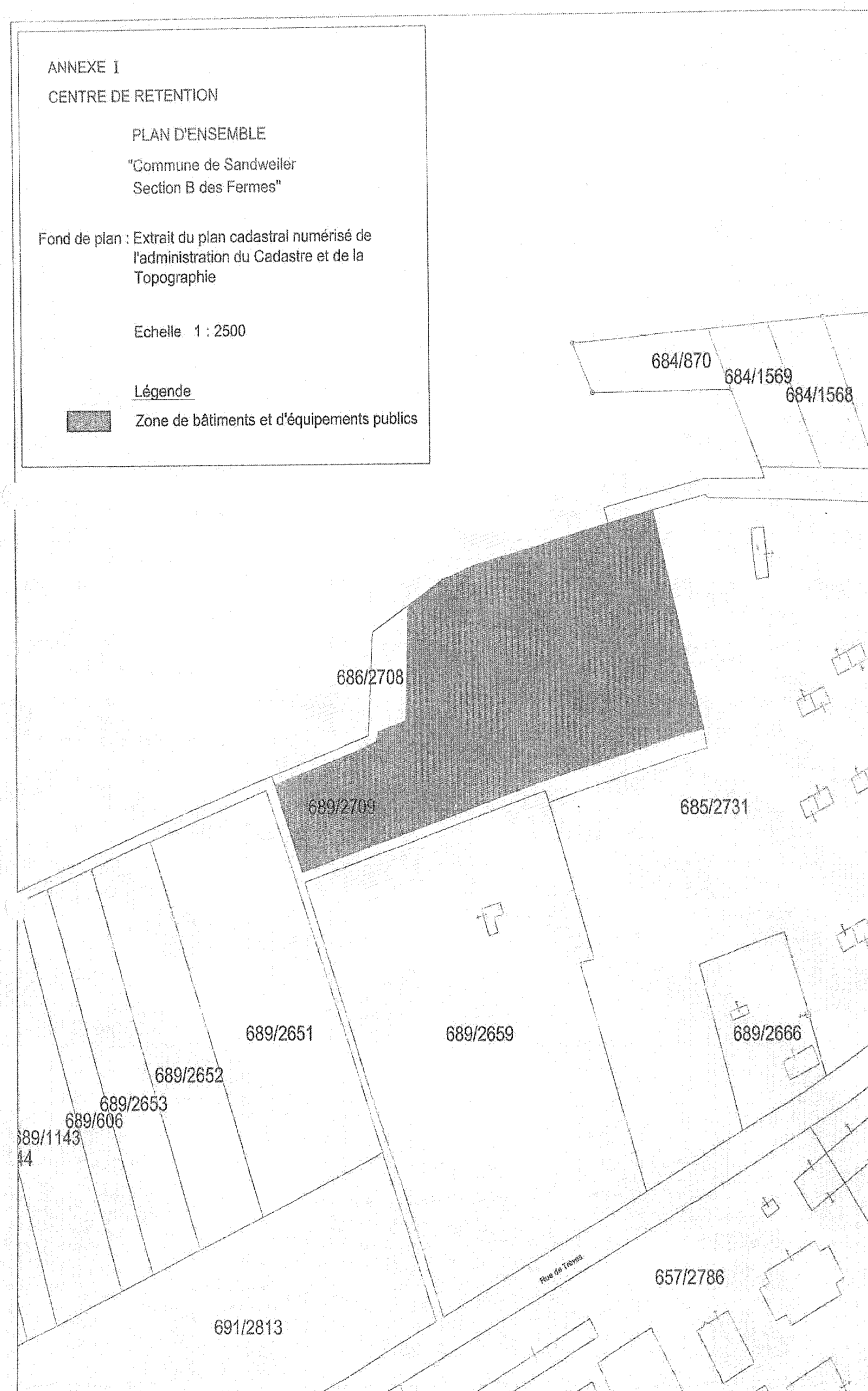 ANNEXE I
CENTRE DE RETENTION
PLAN D'ENSEMBLE
"Commune de Sandweiler
Section B des Fermes"
Fond de plan : Extrait du plan cadastral numérisé de
l'administration du Cadastre et de la
Topographie
Echelle 1 : 2500
Légende
Zone de bâtiments et d'équipements publics
684/870
684/1569
684/1568
686/2708
689/2709
685/2731
689/2651
689/2659
689/2666
689/2652
689/2653
689/606
689/1143
44
Rue de Trèves
657/2786
691/2813